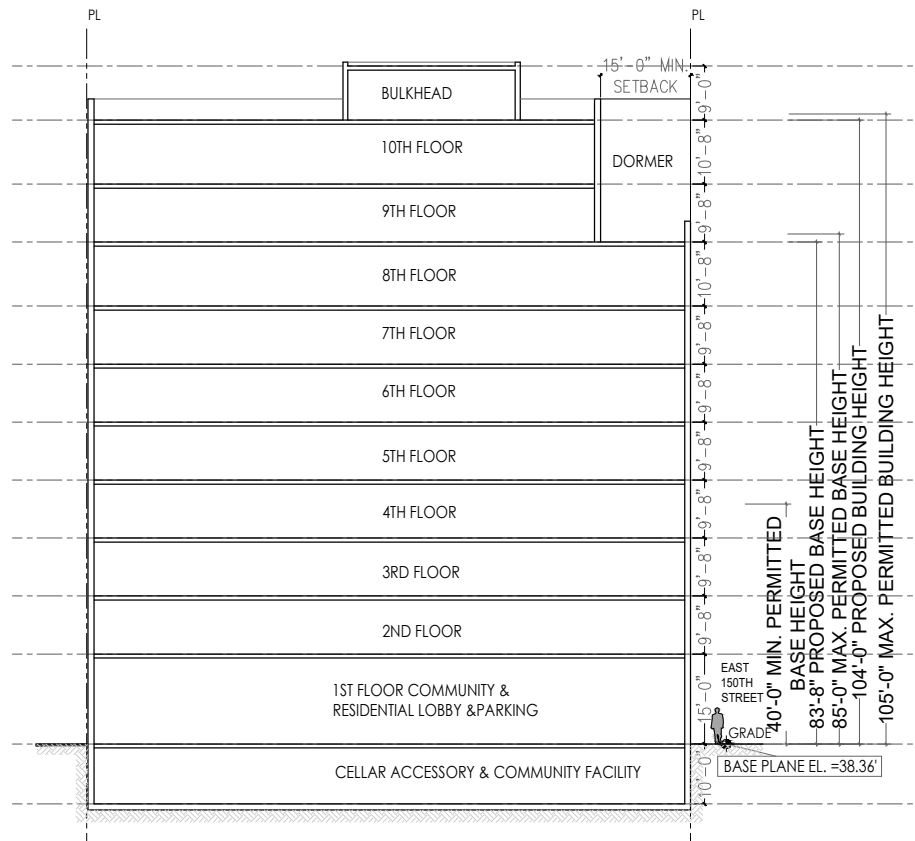 PL
PL
15'-0" MIN.
SETBACK
BULKHEAD
9'-0"
10TH FLOOR
10'-8"
DORMER
9TH FLOOR
9'-8"
8TH FLOOR
10'-8"
7TH FLOOR
9'-8"
6TH FLOOR
9'-8"
5TH FLOOR
9'-8"
4TH FLOOR
9'-8"
3RD FLOOR
9'-8"
2ND FLOOR
9'-8"
1ST FLOOR COMMUNITY &
RESIDENTIAL LOBBY &PARKING
15'-0"
EAST
150TH
STREET
GRADE
BASE PLANE EL. =38.36'
CELLAR ACCESSORY & COMMUNITY FACILITY
10'-0"
40'-0" MIN. PERMITTED
BASE HEIGHT
83'-8" PROPOSED BASE HEIGHT
85'-0" MAX. PERMITTED BASE HEIGHT
104'-0" PROPOSED BUILDING HEIGHT
105'-0" MAX. PERMITTED BUILDING HEIGHT